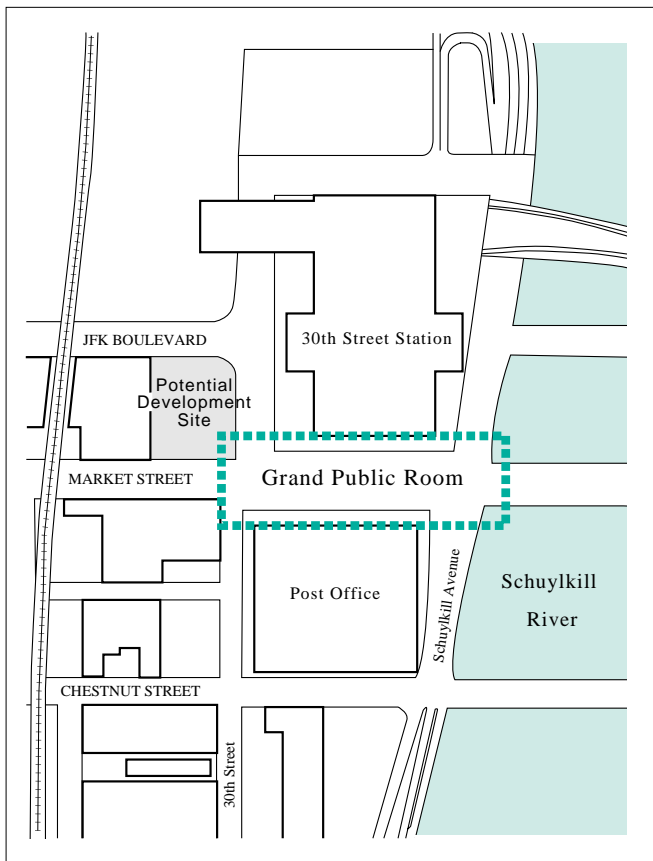 JFK BOULEVARD
30th Street Station
Potential
Development
Site
MARKET STREET
Grand Public Room
Post Office
Schuylkill Avenue
Schuylkill
River
CHESTNUT STREET
30th Street